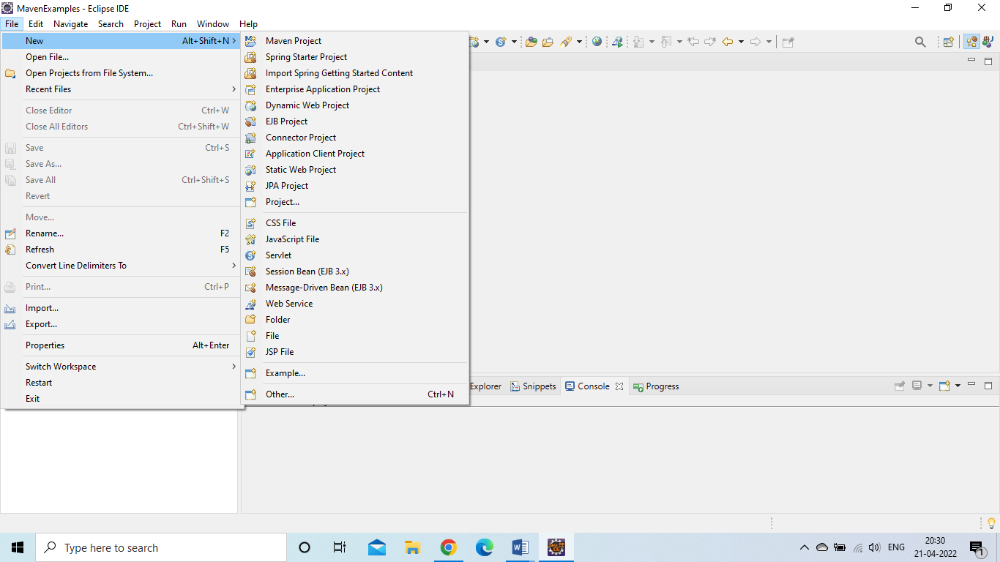 MavenExamples - Eclipse IDE
File Edit Navigate Search Project Run Window Help
New Alt+Shift+N
Open File...
Open Projects from File System...
Recent Files
Close Editor Ctrl+W
Close All Editors Ctrl+Shift+W
Save Ctrl+S
Save As...
Save All Ctrl+Shift+S
Revert
Move...
Rename... F2
Refresh F5
Convert Line Delimiters To
Print... Ctrl+P
Import...
Export...
Properties Alt+Enter
Switch Workspace
Restart
Exit
Maven Project
Spring Starter Project
Import Spring Getting Started Content
Enterprise Application Project
Dynamic Web Project
EJB Project
Connector Project
Application Client Project
Static Web Project
JPA Project
Project...
CSS File
JavaScript File
Servlet
Session Bean (EJB 3.x)
Message-Driven Bean (EJB 3.x)
Web Service
Folder
File
JSP File
Example...
Other... Ctrl+N
Explorer Snippets Console Progress
Type here to search
ENG
20:30
21-04-2022
1